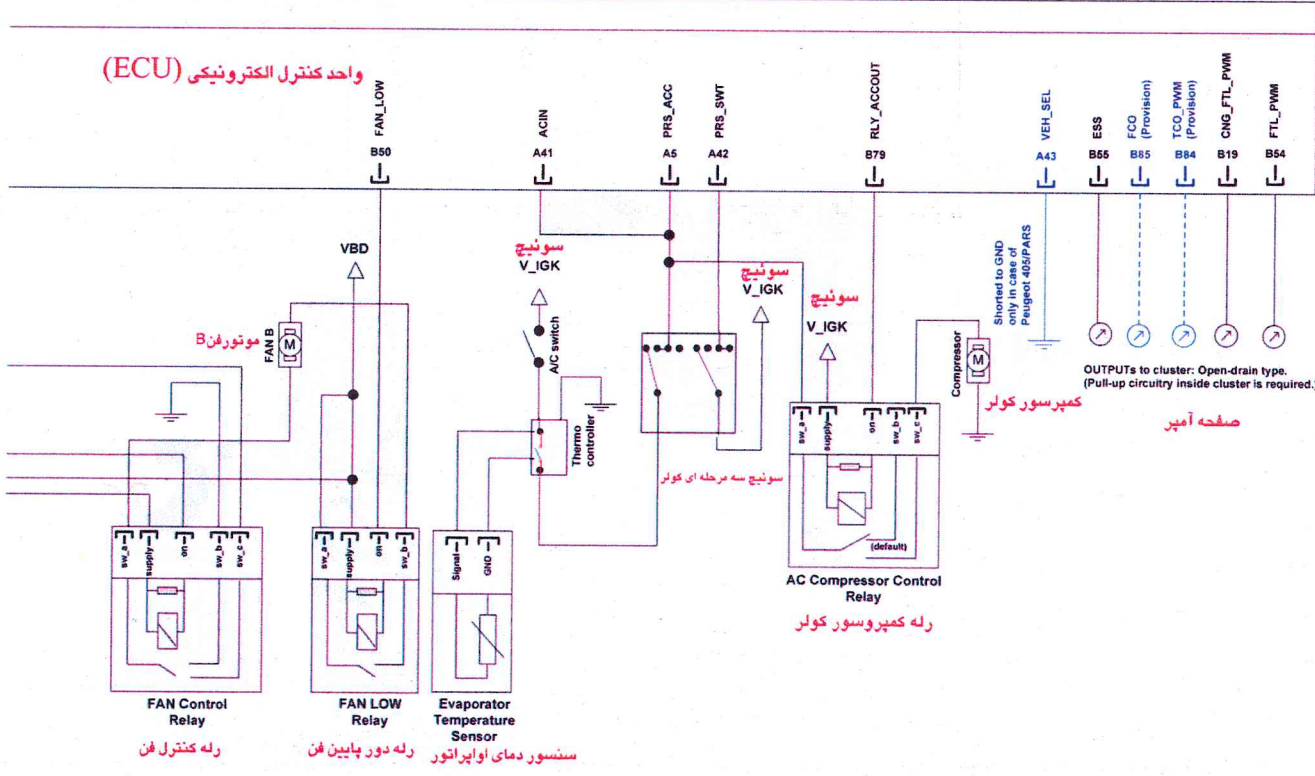 واحد کنترل الکترونیکی (ECU)
FAN_LOW
B50
ACIN
A41
PRS_ACC
A5
PRS_SWT
A42
RLY_ACCOUT
B79
VEH_SEL
A43
ESS
B55
FCO
(Provision)
B85
TCO_PWM
(Provision)
B84
CNG_FTL_PWM
B19
FTL_PWM
B54
VBD
سوئیچ
V_IGK
سوئیچ
V_IGK
سوئیچ
V_IGK
Shorted to GND
only in case of
Peugeot 405/PARS
موتورفنB
FAN B
M
A/C switch
Thermo
controller
Compressor
M
کمپرسور کولر
OUTPUTs to cluster: Open-drain type.
(Pull-up circuitry inside cluster is required.
صفحه آمپر
سوئیچ سه مرحله ای کولر
sw_a
supply
on
sw_b
sw_c
(default)
AC Compressor Control
Relay
رله کمپروسور کولر
sw_a
supply
on
sw_b
sw_c
FAN Control
Relay
رله کنترل فن
sw_a
supply
on
sw_b
FAN LOW
Relay
رله دور پایین فن
Signal
GND
Evaporator
Temperature
Sensor
سنسور دمای اواپراتور